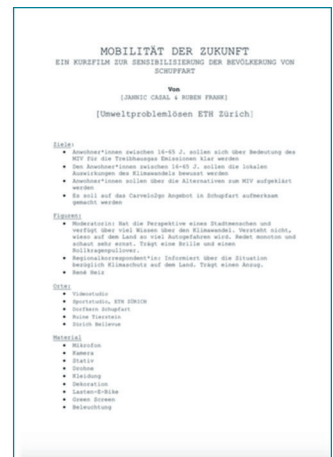 MOBILITÄT DER ZUKUNFT
EIN KURZFILM ZUR SENSIBILISIERUNG DER BEVÖLKERUNG VON
SCHUPFART
Von
[JANNIC CASAL & RUBEN FRANK]
[Umweltproblemlösen ETH Zürich]
Ziele:
● Anwohner*innen zwischen 16-65 J. sollen sich über Bedeutung des
MIV für die Treibhausgas Emissionen klar werden
● Den Anwohner*innen zwischen 16-65 J. sollen die lokalen
Auswirkungen des Klimawandels bewusst werden
● Anwohner*innen sollen über die Alternativen zum MIV aufgeklärt
werden
● Es soll auf das Carvelo2go Angebot in Schupfart aufmerksam
gemacht werden
Figuren:
● Moderatorin: Hat die Perspektive eines Stadtmenschen und
verfügt über viel Wissen über den Klimawandel. Versteht nicht,
wieso auf dem Land so viel Autogefahren wird. Redet monoton und
schaut sehr ernst. Trägt eine Brille und einen
Rollkragenpullover.
● Regionalkorrespondent*in: Informiert über die Situation
bezüglich Klimaschutz auf dem Land. Trägt einen Anzug.
● René Heiz
Orte:
● Videostudio
● Sportstudio, ETH ZÜRICH
● Dorfkern Schupfart
● Ruine Tierstein
● Zürich Bellevue
Material
● Mikrofon
● Kamera
● Stativ
● Drohne
● Kleidung
● Dekoration
● Lasten-E-Bike
● Green Screen
● Beleuchtung